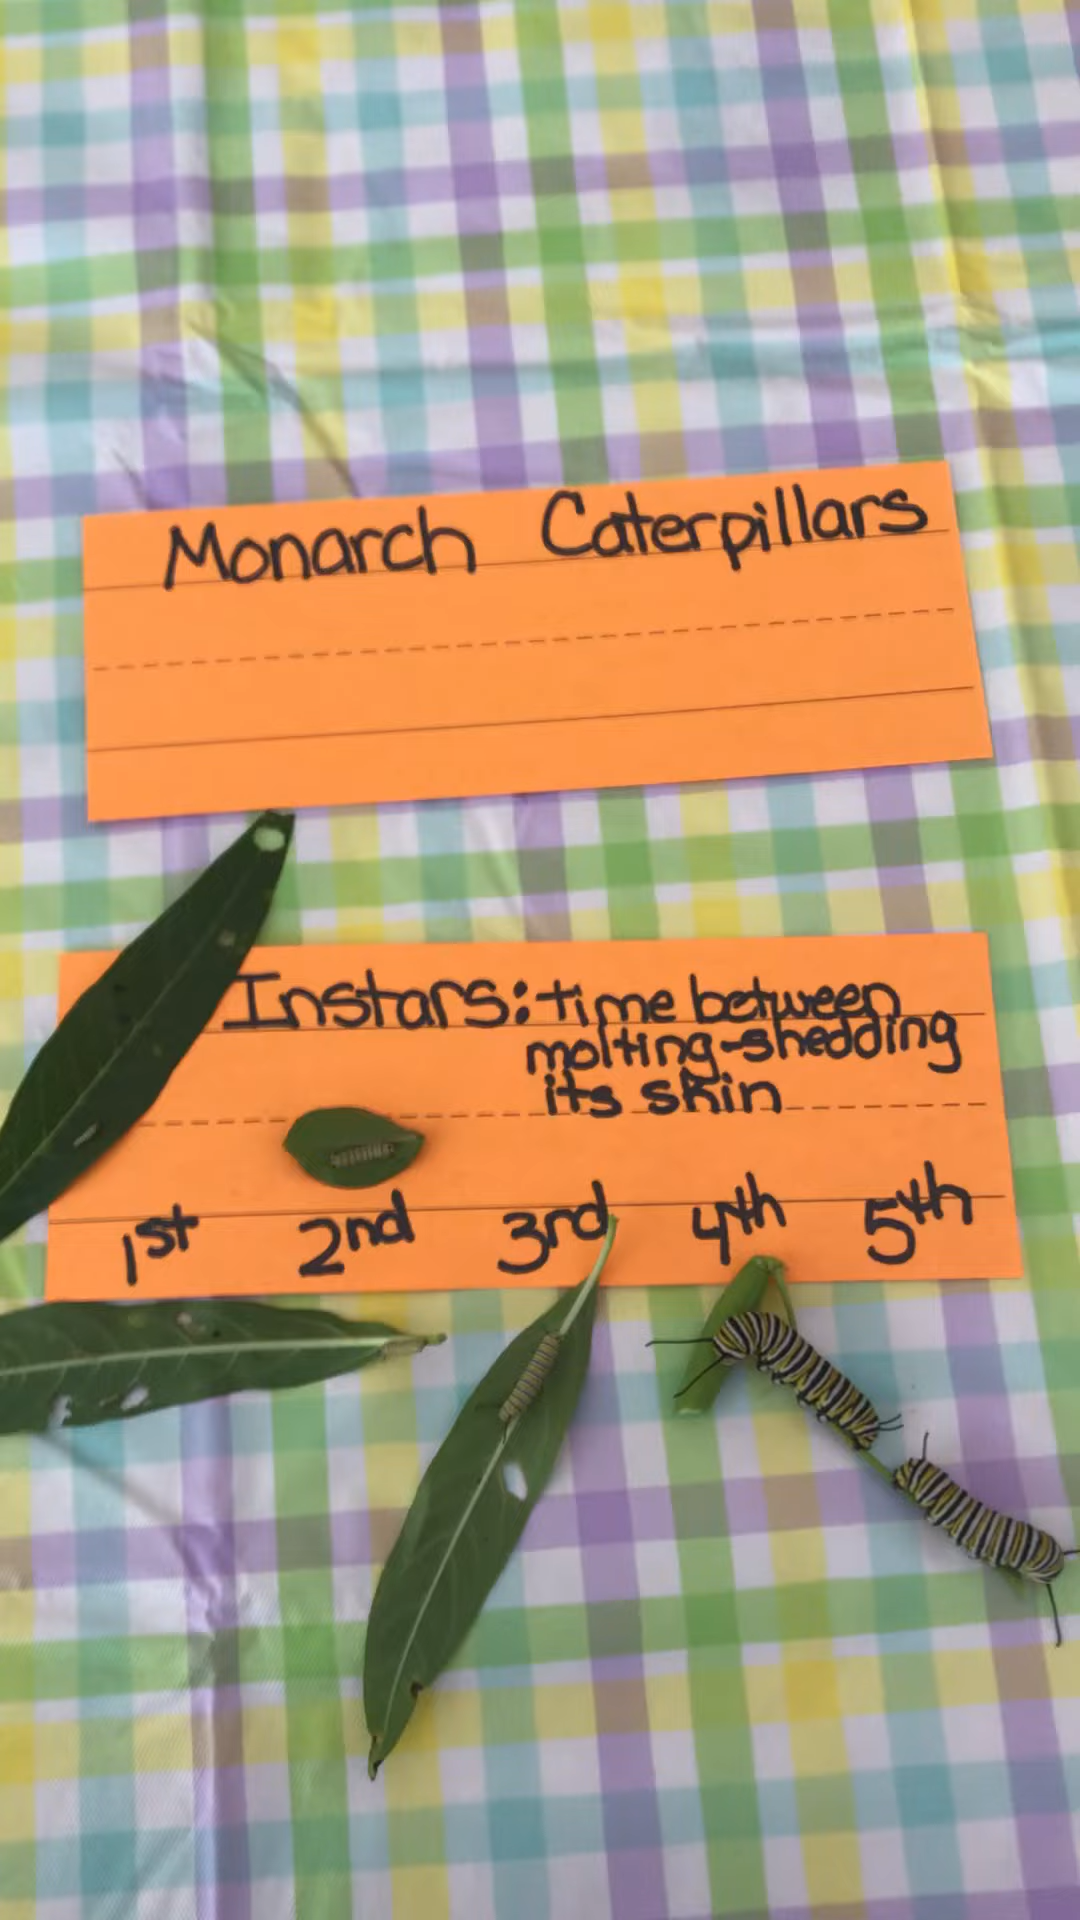 Monarch Caterpillars
Instars: time between
molting-shedding
its skin
1st 2nd 3rd 4th 5th